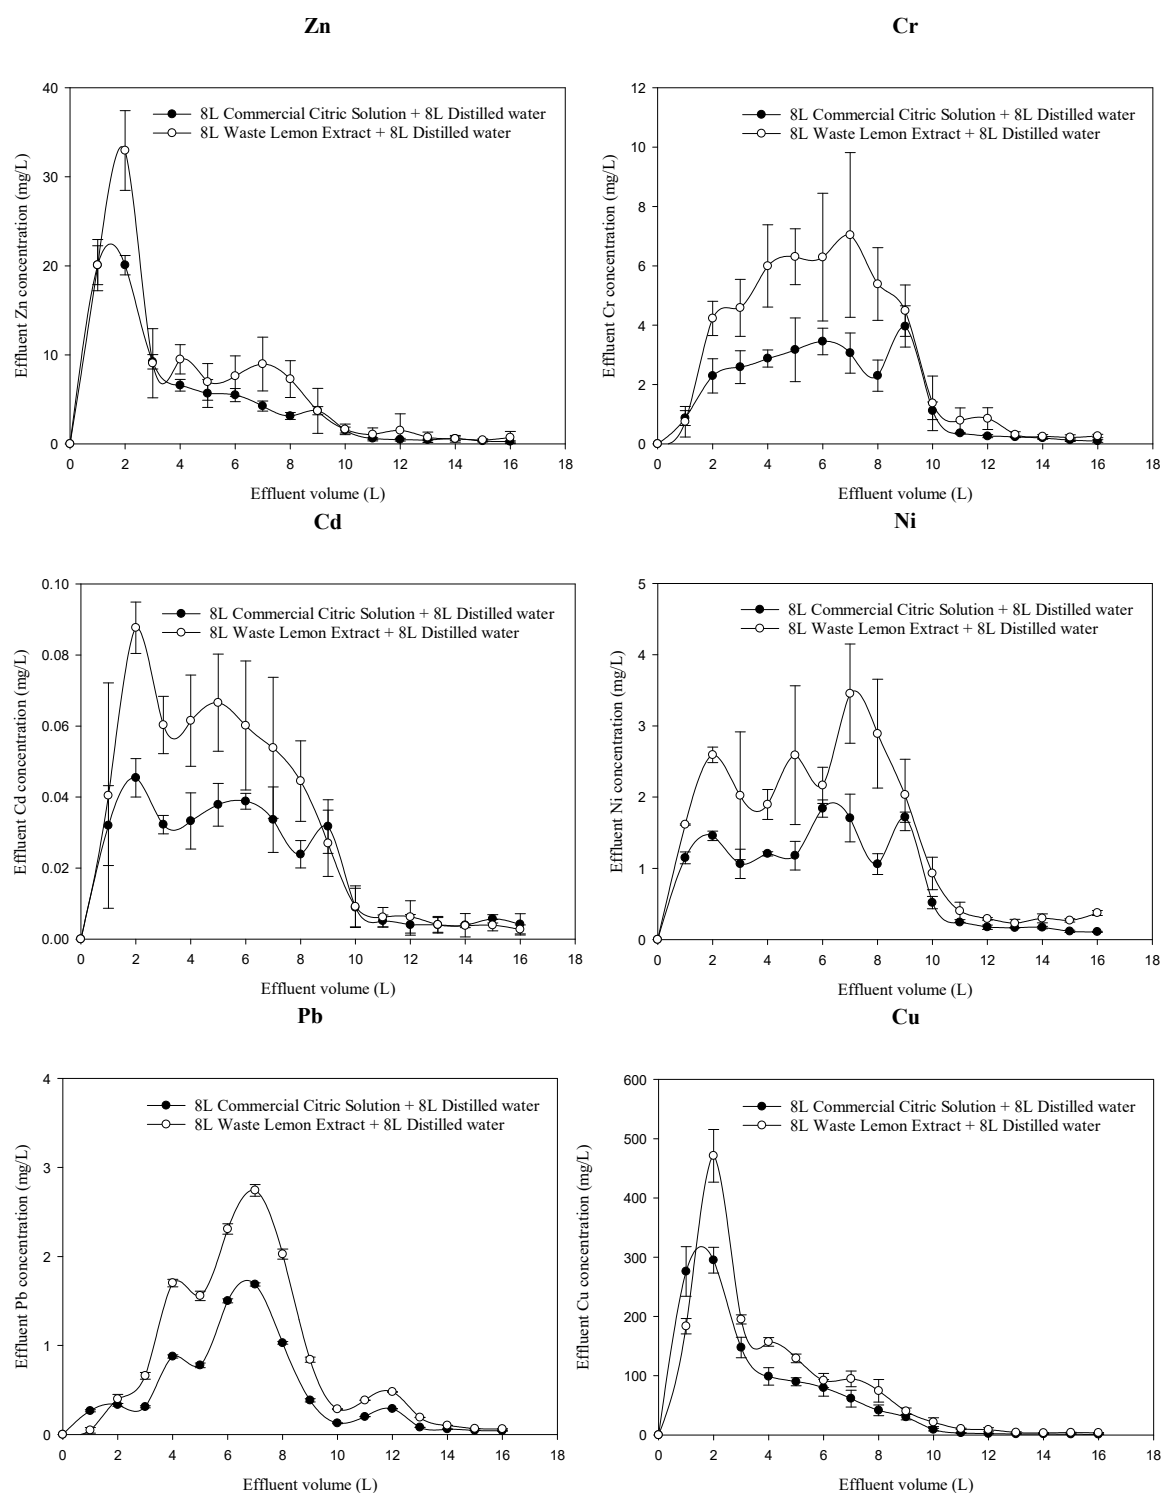 Zn
40
30
20
10
0
Effluent Zn concentration (mg/L)
8L Commercial Citric Solution + 8L Distilled water
8L Waste Lemon Extract + 8L Distilled water
0 2 4 6 8 10 12 14 16 18
Effluent volume (L)
Cr
12
10
8
6
4
2
0
Effluent Cr concentration (mg/L)
8L Commercial Citric Solution + 8L Distilled water
8L Waste Lemon Extract + 8L Distilled water
0 2 4 6 8 10 12 14 16 18
Effluent volume (L)
Cd
0.10
0.08
0.06
0.04
0.02
0.00
Effluent Cd concentration (mg/L)
8L Commercial Citric Solution + 8L Distilled water
8L Waste Lemon Extract + 8L Distilled water
0 2 4 6 8 10 12 14 16 18
Effluent volume (L)
Ni
5
4
3
2
1
0
Effluent Ni concentration (mg/L)
8L Commercial Citric Solution + 8L Distilled water
8L Waste Lemon Extract + 8L Distilled water
0 2 4 6 8 10 12 14 16 18
Effluent volume (L)
Pb
4
3
2
1
0
Effluent Pb concentration (mg/L)
8L Commercial Citric Solution + 8L Distilled water
8L Waste Lemon Extract + 8L Distilled water
0 2 4 6 8 10 12 14 16 18
Effluent volume (L)
Cu
600
500
400
300
200
100
0
Effluent Cu concentration (mg/L)
8L Commercial Citric Solution + 8L Distilled water
8L Waste Lemon Extract + 8L Distilled water
0 2 4 6 8 10 12 14 16 18
Effluent volume (L)